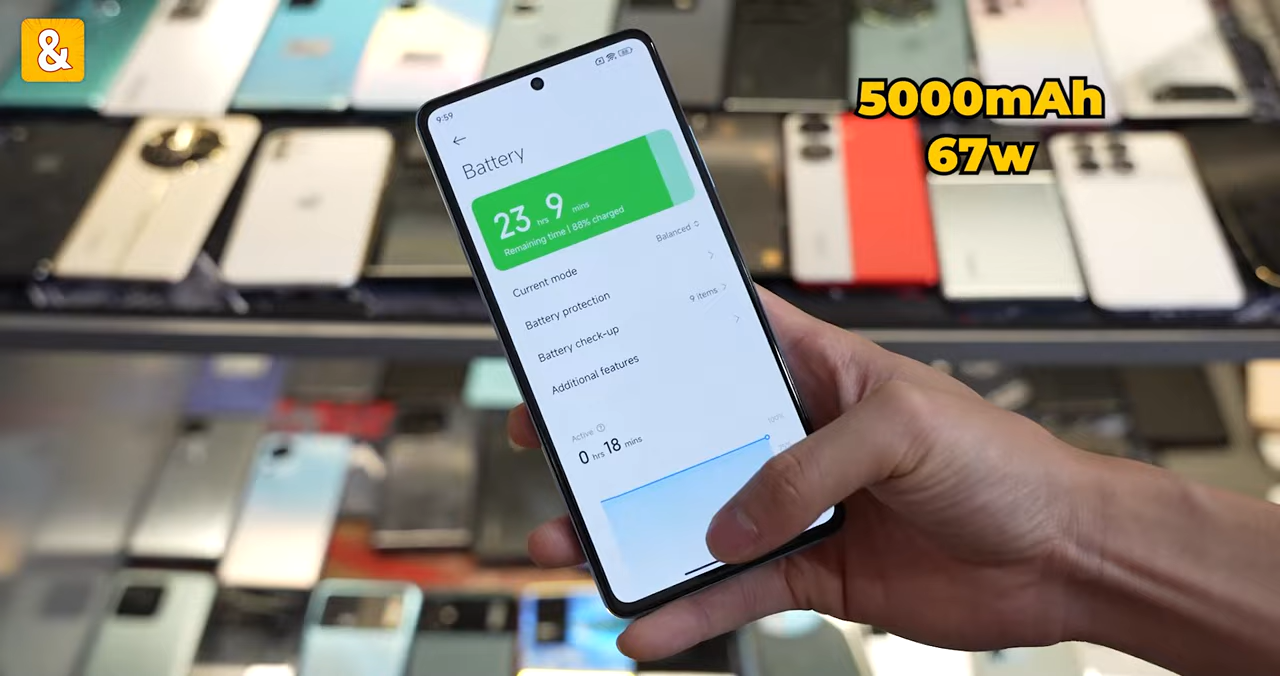 &
5000mAh
67w
9:59
Battery
23 hrs 9 mins
Remaining time | 88% charged
Current mode
Balanced
Battery protection
Battery check-up
9 items
Additional features
Active
0 hrs 18 mins
100%